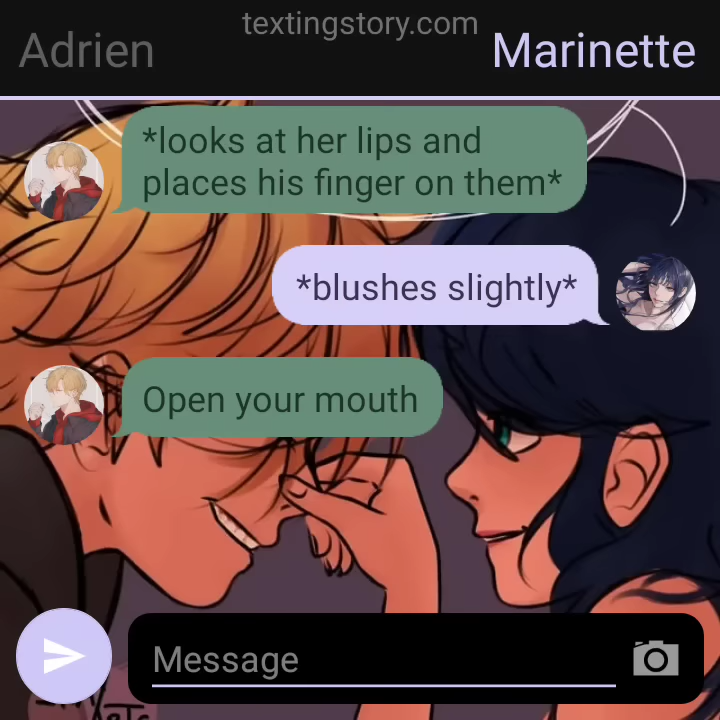 textingstory.com
Adrien
Marinette
*looks at her lips and
places his finger on them*
*blushes slightly*
Open your mouth
Message